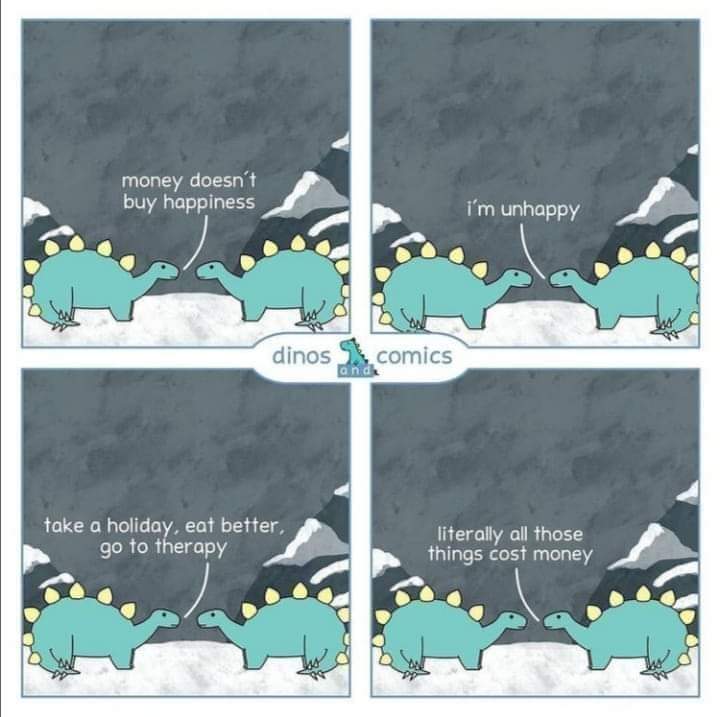 money doesn't
buy happiness
i'm unhappy
dinos and comics
take a holiday, eat better,
go to therapy
literally all those
things cost money